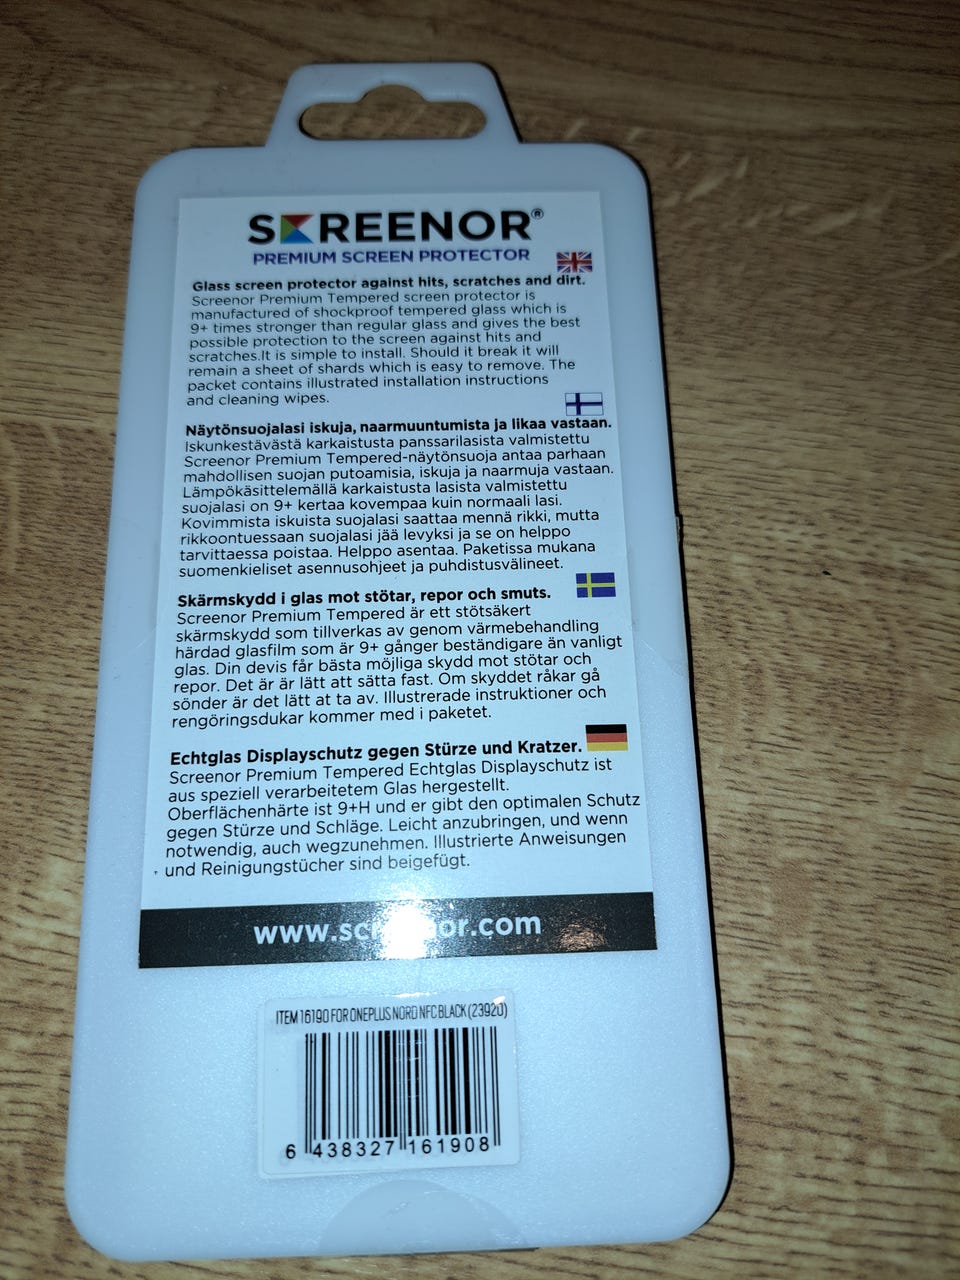 SCREENOR®
PREMIUM SCREEN PROTECTOR
Glass screen protector against hits, scratches and dirt.
Screenor Premium Tempered screen protector is
manufactured of shockproof tempered glass which is
9+ times stronger than regular glass and gives the best
possible protection to the screen against hits and
scratches.It is simple to install. Should it break it will
remain a sheet of shards which is easy to remove. The
packet contains illustrated installation instructions
and cleaning wipes.
Näytönsuojalasi iskuja, naarmuuntumista ja likaa vastaan.
Iskunkestävästä karkaistusta panssarilasista valmistettu
Screenor Premium Tempered-näytönsuoja antaa parhaan
mahdollisen suojan putoamisia, iskuja ja naarmuja vastaan.
Lämpökäsittelemällä karkaistusta lasista valmistettu
suojalasi on 9+ kertaa kovempaa kuin normaali lasi.
Kovimmista iskuista suojalasi saattaa mennä rikki, mutta
rikkoontuessaan suojalasi jää levyksi ja se on helppo
tarvittaessa poistaa. Helppo asentaa. Paketissa mukana
suomenkieliset asennusohjeet ja puhdistusvälineet.
Skärmskydd i glas mot stötar, repor och smuts.
Screenor Premium Tempered är ett stötsäkert
skärmskydd som tillverkas av genom värmebehandling
härdad glasfilm som är 9+ gånger beständigare än vanligt
glas. Din devis får bästa möjliga skydd mot stötar och
repor. Det är är lätt att sätta fast. Om skyddet råkar gå
sönder är det lätt at ta av. Illustrerade instruktioner och
rengöringsdukar kommer med i paketet.
Echtglas Displayschutz gegen Stürze und Kratzer.
Screenor Premium Tempered Echtglas Displayschutz ist
aus speziell verarbeitetem Glas hergestellt.
Oberflächenhärte ist 9+H und er gibt den optimalen Schutz
gegen Stürze und Schläge. Leicht anzubringen, und wenn
notwendig, auch wegzunehmen. Illustrierte Anweisungen
und Reinigungstücher sind beigefügt.
www.screenor.com
ITEM 16190 FOR ONEPLUS NORD NFC BLACK (23920)
6 438327 161908